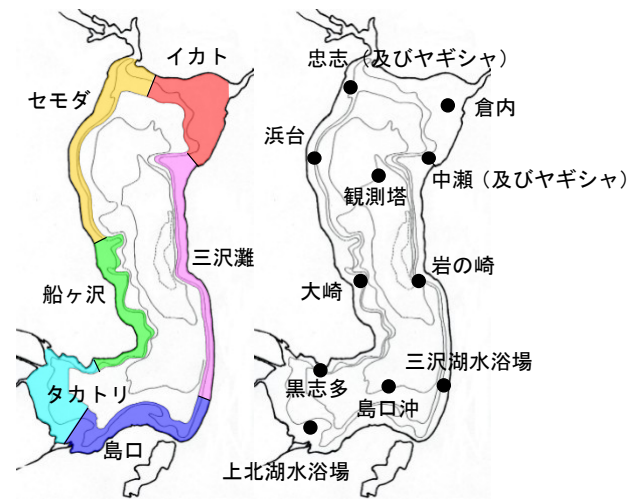 イカト
セモダ
三沢灘
船ヶ沢
タカトリ
島口
忠志（及びヤギシャ）
倉内
浜台
中瀬（及びヤギシャ）
観測塔
岩の崎
大崎
三沢湖水浴場
黒志多
島口沖
上北湖水浴場